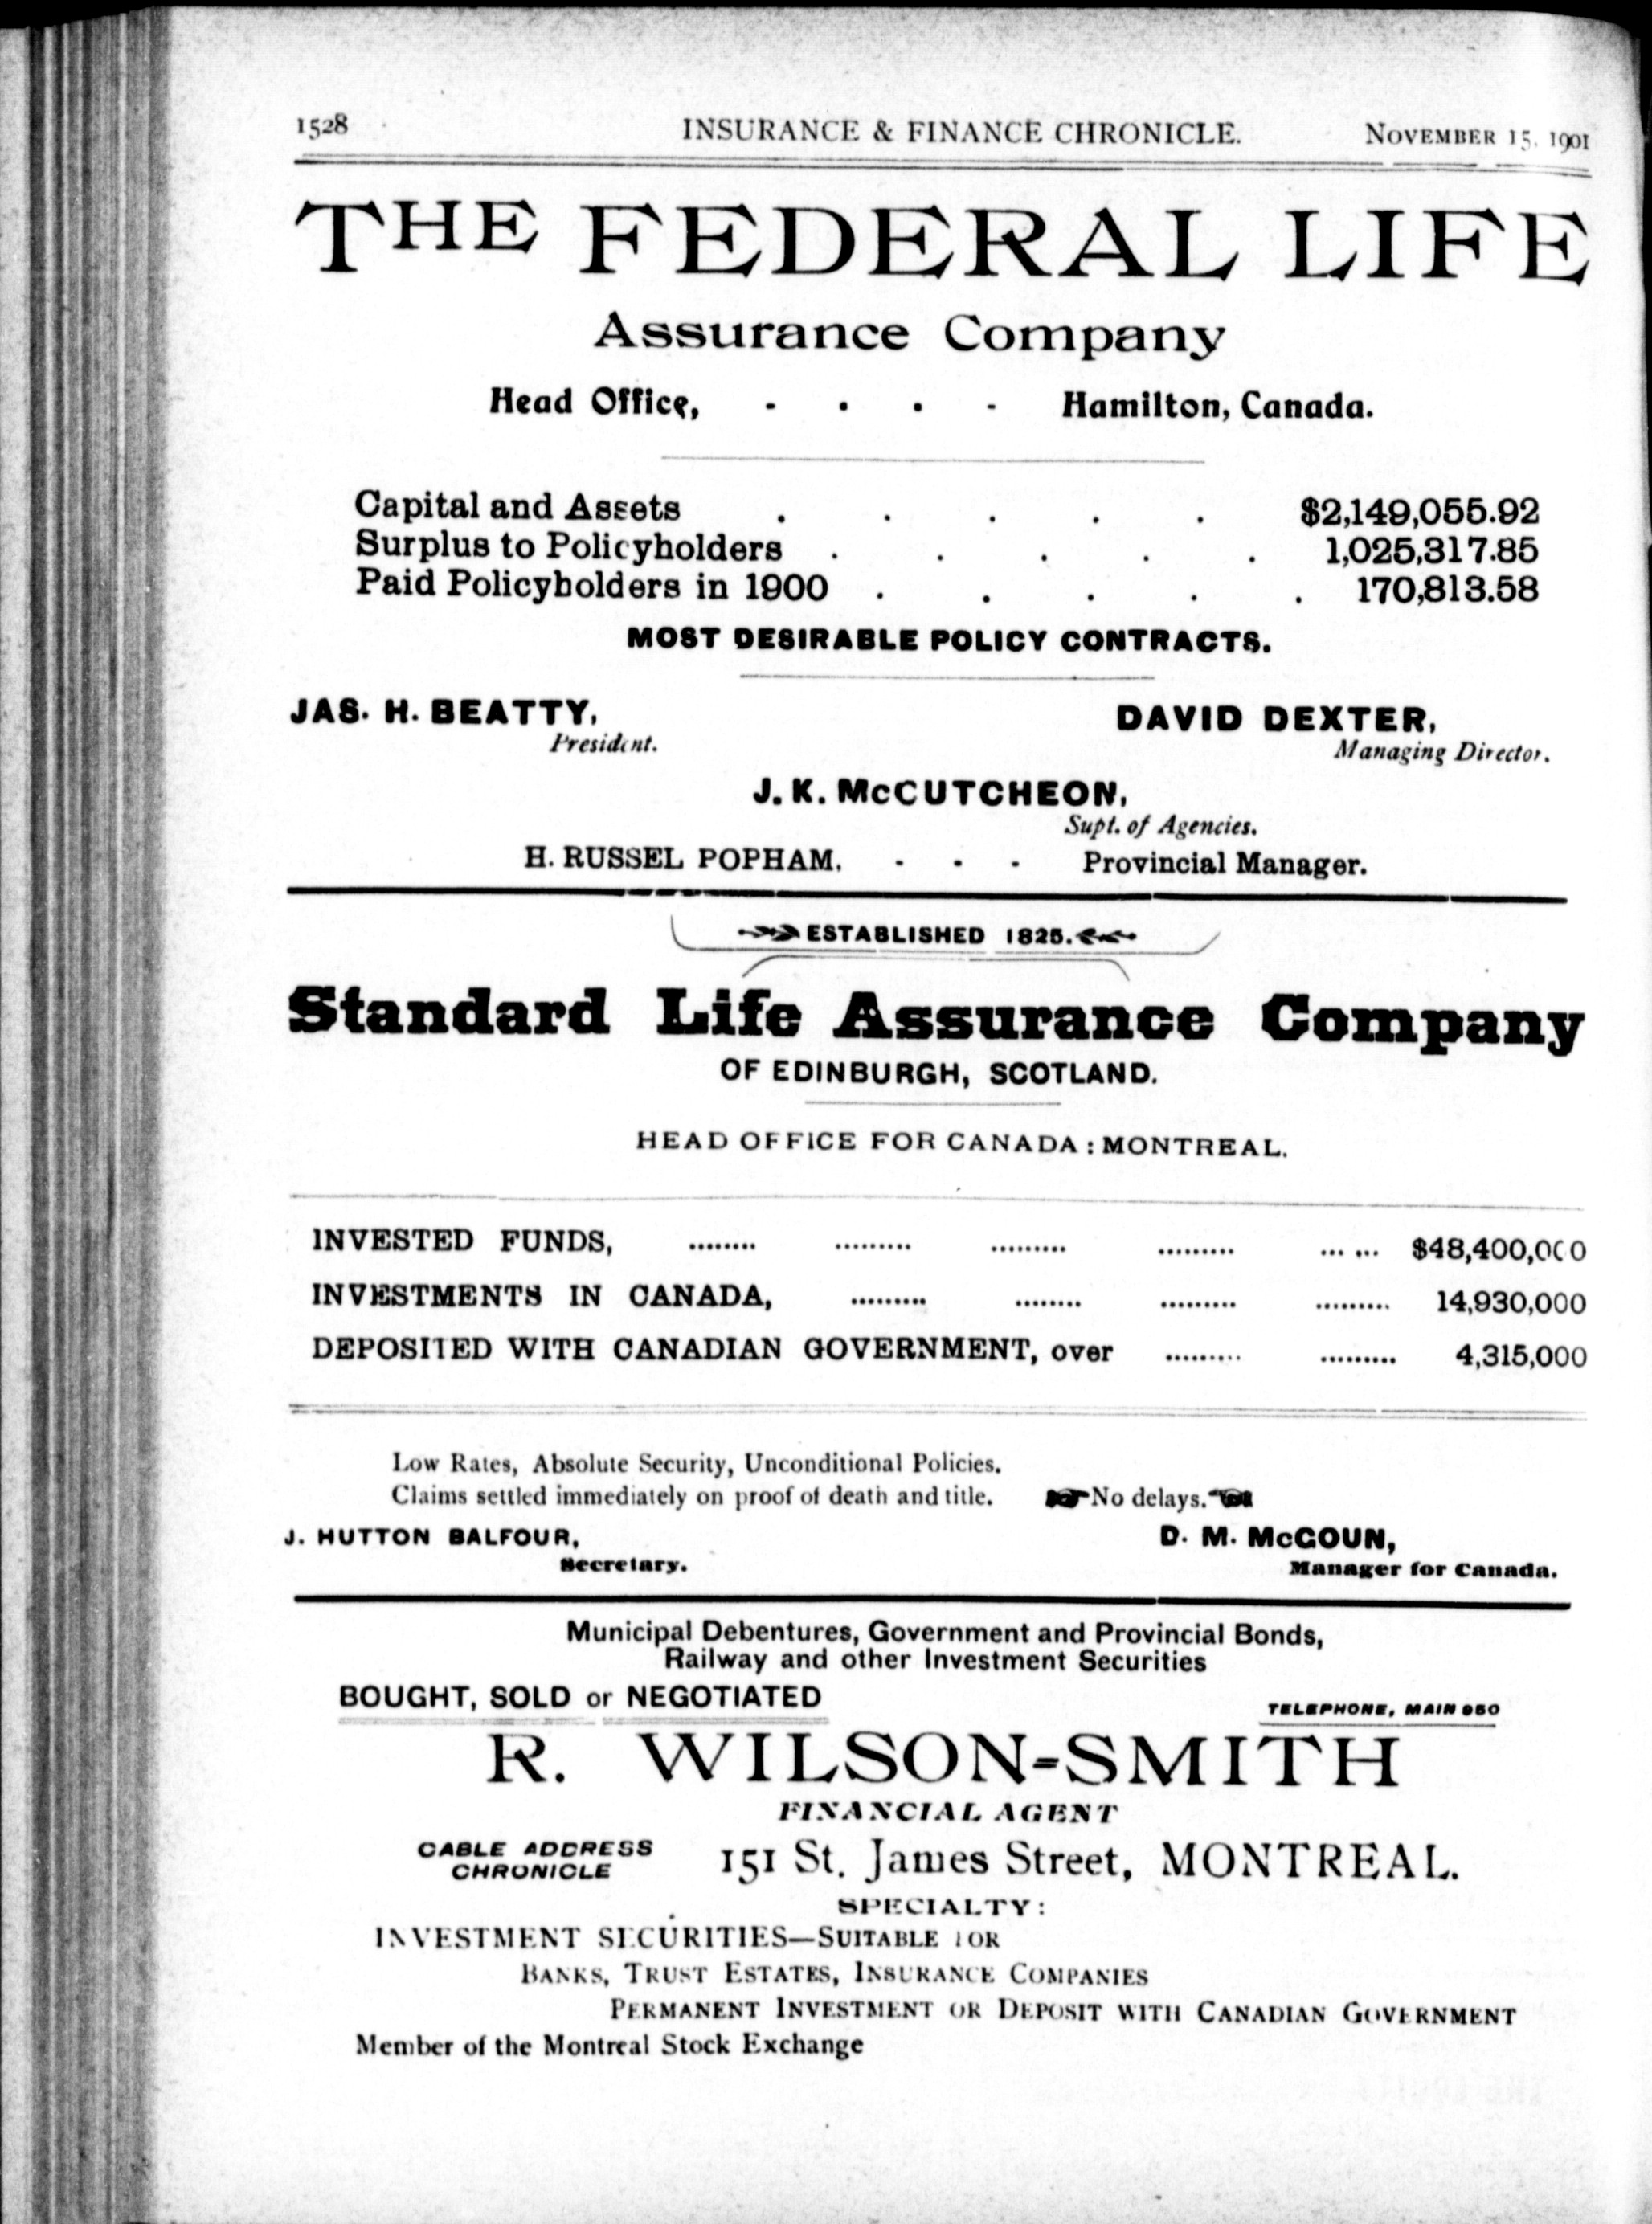 1528 INSURANCE & FINANCE CHRONICLE. NOVEMBER 15, 1901
THE FEDERAL LIFE
Assurance Company
Head Office, - - - - Hamilton, Canada.
Capital and Assets . . . . . $2,149,055.92
Surplus to Policyholders . . . . . 1,025,317.85
Paid Policyholders in 1900 . . . . . 170,813.58
MOST DESIRABLE POLICY CONTRACTS.
JAS. H. BEATTY, DAVID DEXTER,
President. Managing Director.
J. K. McCUTCHEON,
Supt. of Agencies.
H. RUSSEL POPHAM, - - - Provincial Manager.
ESTABLISHED 1825.
Standard Life Assurance Company
OF EDINBURGH, SCOTLAND.
HEAD OFFICE FOR CANADA : MONTREAL.
INVESTED FUNDS, ........ ......... ......... ......... ... ... $48,400,000
INVESTMENTS IN CANADA, ......... ........ ......... ......... 14,930,000
DEPOSITED WITH CANADIAN GOVERNMENT, over ......... ......... 4,315,000
Low Rates, Absolute Security, Unconditional Policies.
Claims settled immediately on proof of death and title. No delays.
J. HUTTON BALFOUR, D. M. McGOUN,
Secretary. Manager for Canada.
Municipal Debentures, Government and Provincial Bonds,
Railway and other Investment Securities
BOUGHT, SOLD or NEGOTIATED
TELEPHONE, MAIN 950
R. WILSON-SMITH
FINANCIAL AGENT
CABLE ADDRESS
CHRONICLE
151 St. James Street, MONTREAL.
SPECIALTY:
INVESTMENT SECURITIES—SUITABLE FOR
BANKS, TRUST ESTATES, INSURANCE COMPANIES
PERMANENT INVESTMENT OR DEPOSIT WITH CANADIAN GOVERNMENT
Member of the Montreal Stock Exchange